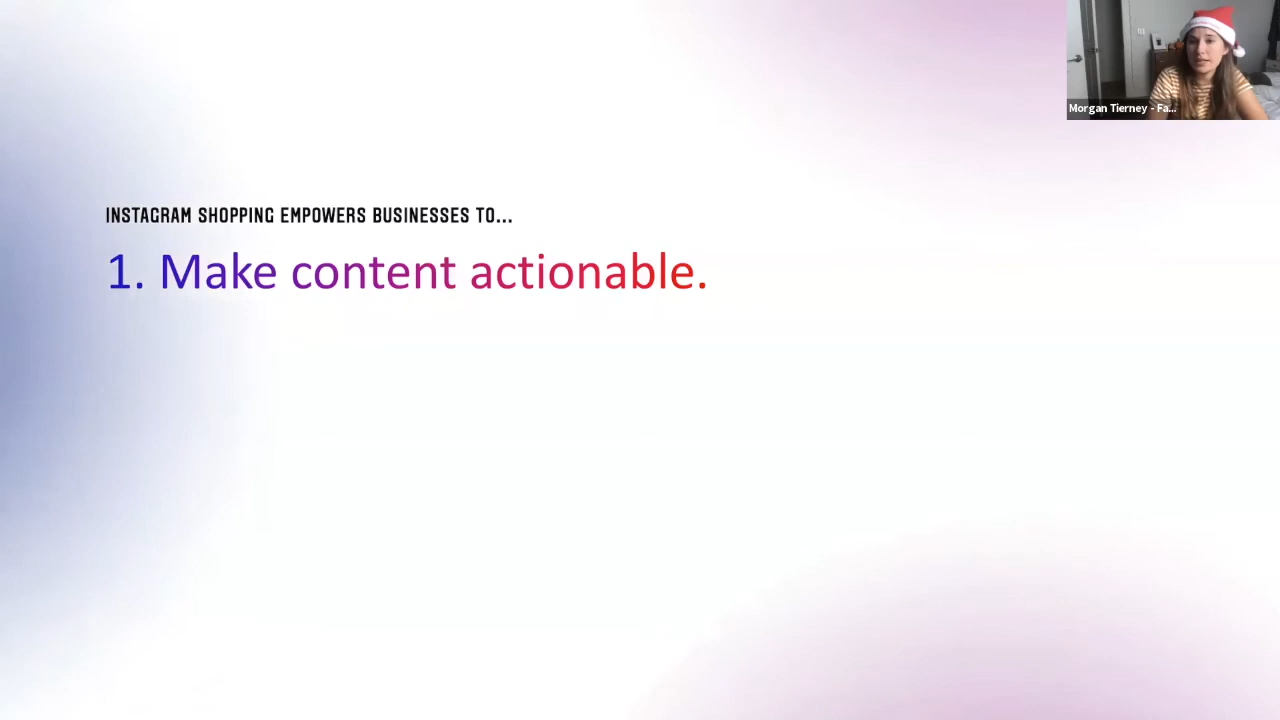 Morgan Tierney - Fa...
INSTAGRAM SHOPPING EMPOWERS BUSINESSES TO...
1. Make content actionable.